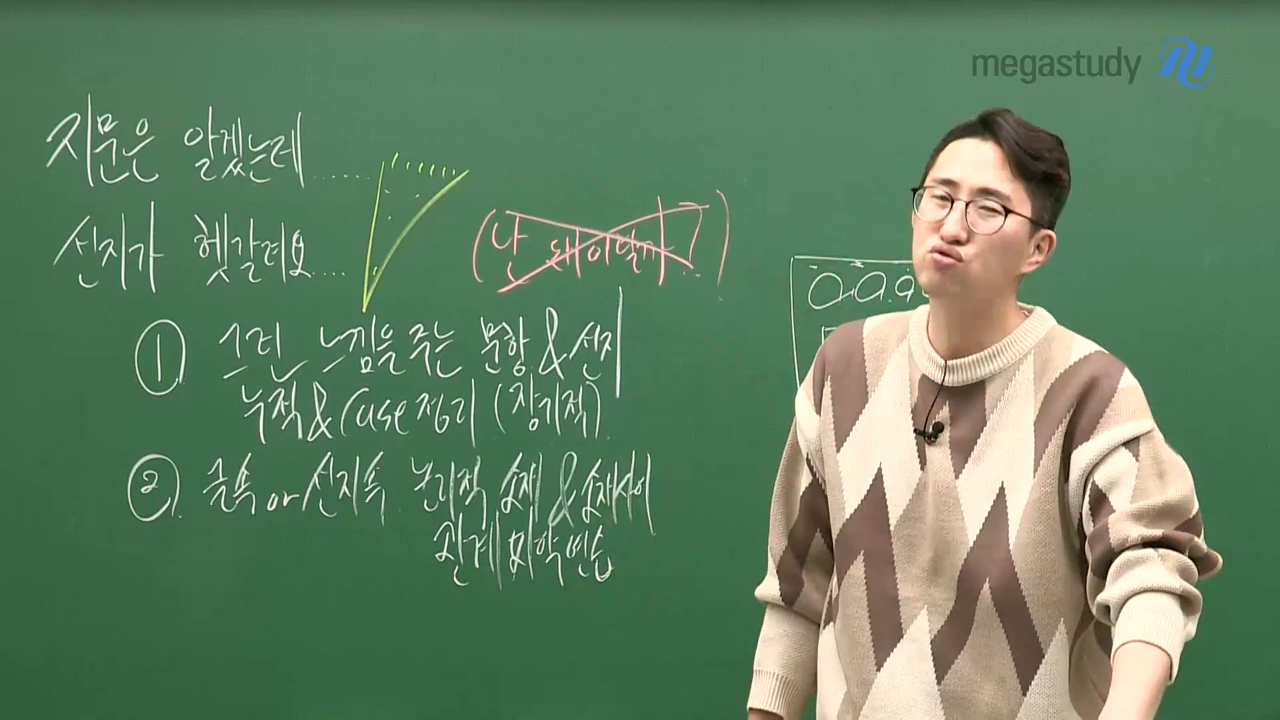 megastudy
지문은 알겠는데......
선지가 헷갈려요....
(난 왜 이럴까?)
① 그런 느낌을 주는 문항 & 선지
누적 & Case 정리 (장기적)
② 글 속 or 선지 속 논리적 소재 & 소재 사이
관계 파악 연습